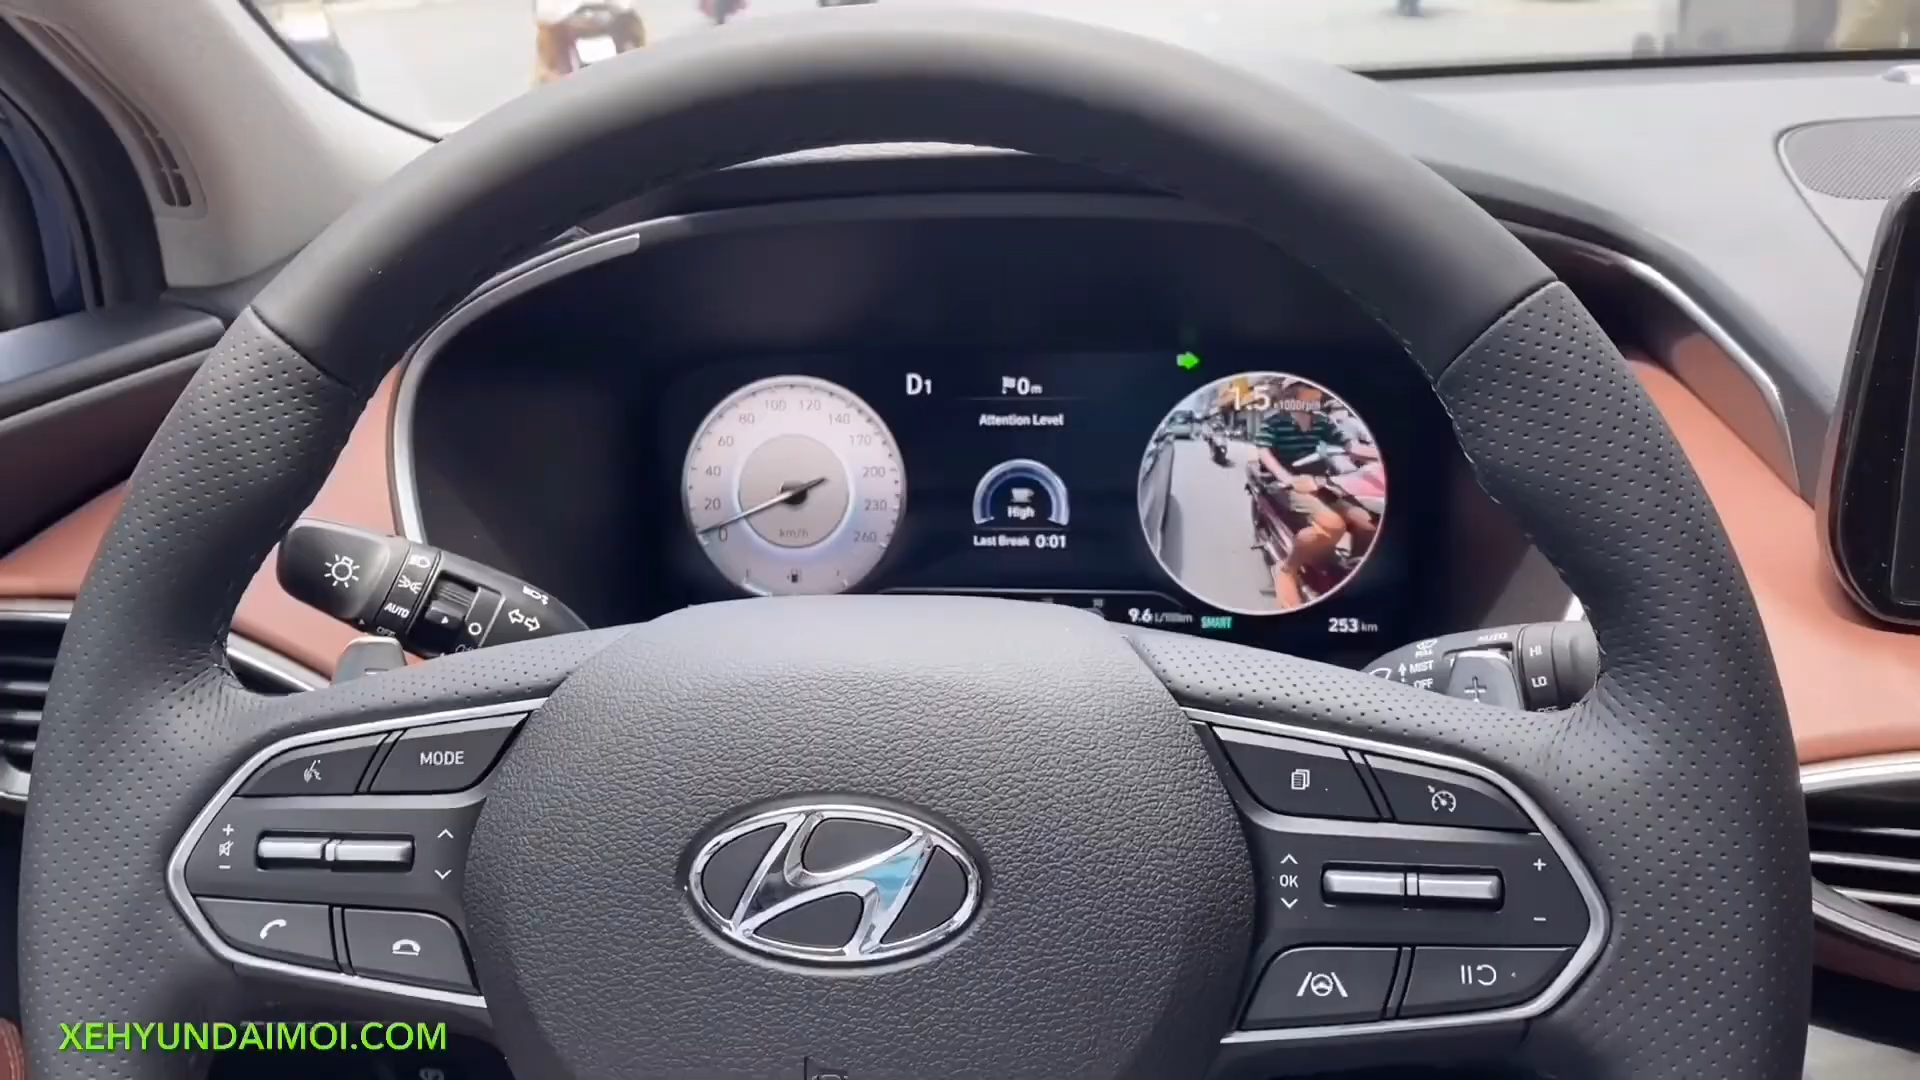 100 120
80 140
60 170
40 200
20 230
0 km/h 260
D1
0m
Attention Level
High
Last Break 0:01
1.5 x1000rpm
9.6 L/100km
SMART
253 km
AUTO
OFF
AUTO
HI
MIST
OFF
LO
MODE
+
-
OK
+
-
XEHYUNDAIMOI.COM